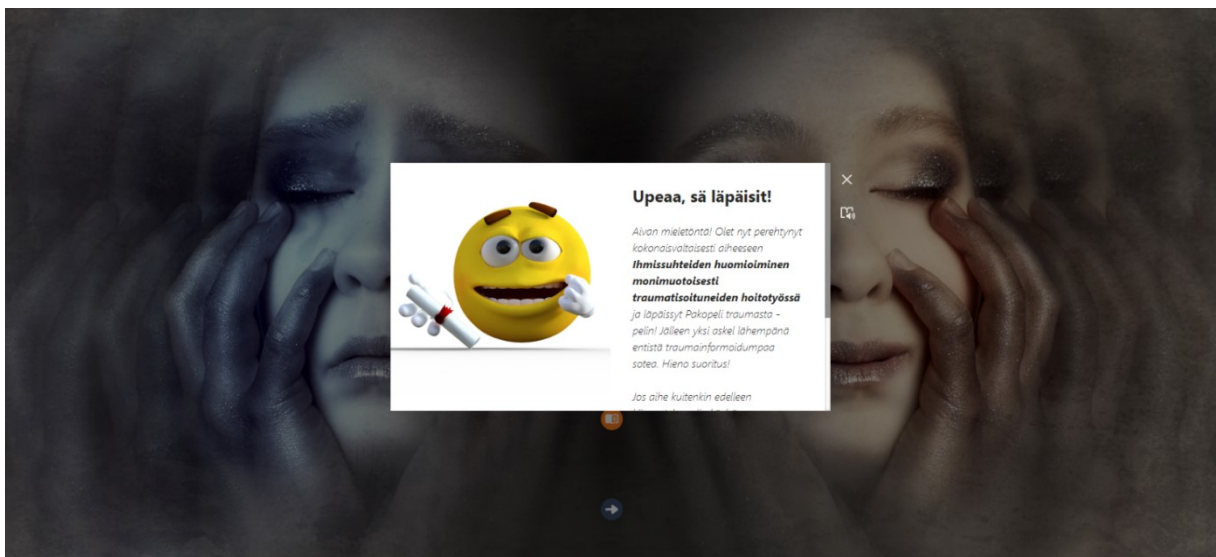 Upeaa, sä läpäisit!
Aivan mieletöntä! Olet nyt perehtynyt
kokonaisvaltaisesti aiheeseen
Ihmissuhteiden huomioiminen
monimuotoisesti
traumatisoituneiden hoitotyössä
ja läpäissyt Pakopeli traumasta -
pelin! Jälleen yksi askel lähempänä
entistä traumainformoidumpaa
sotea. Hieno suoritus!
Jos aihe kuitenkin edelleen